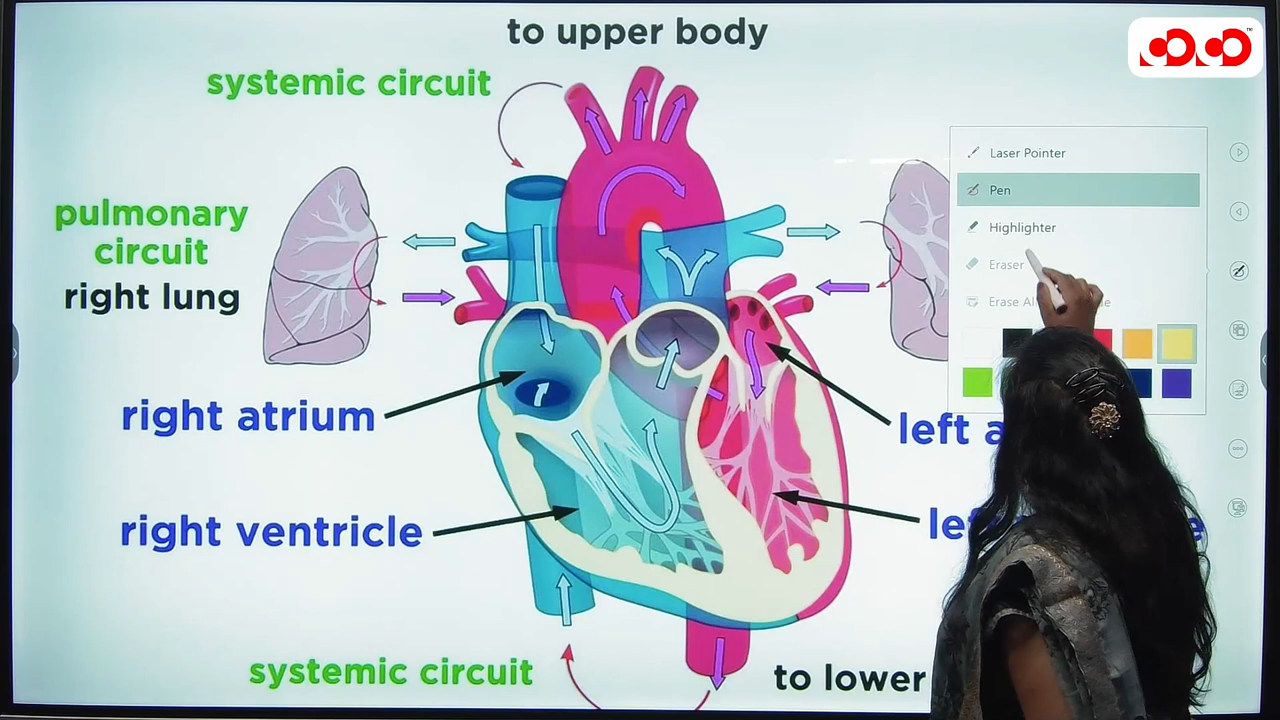 to upper body
systemic circuit
pulmonary
circuit
right lung
Laser Pointer
Pen
Highlighter
Eraser
right atrium
left a
right ventricle
systemic circuit
to lower